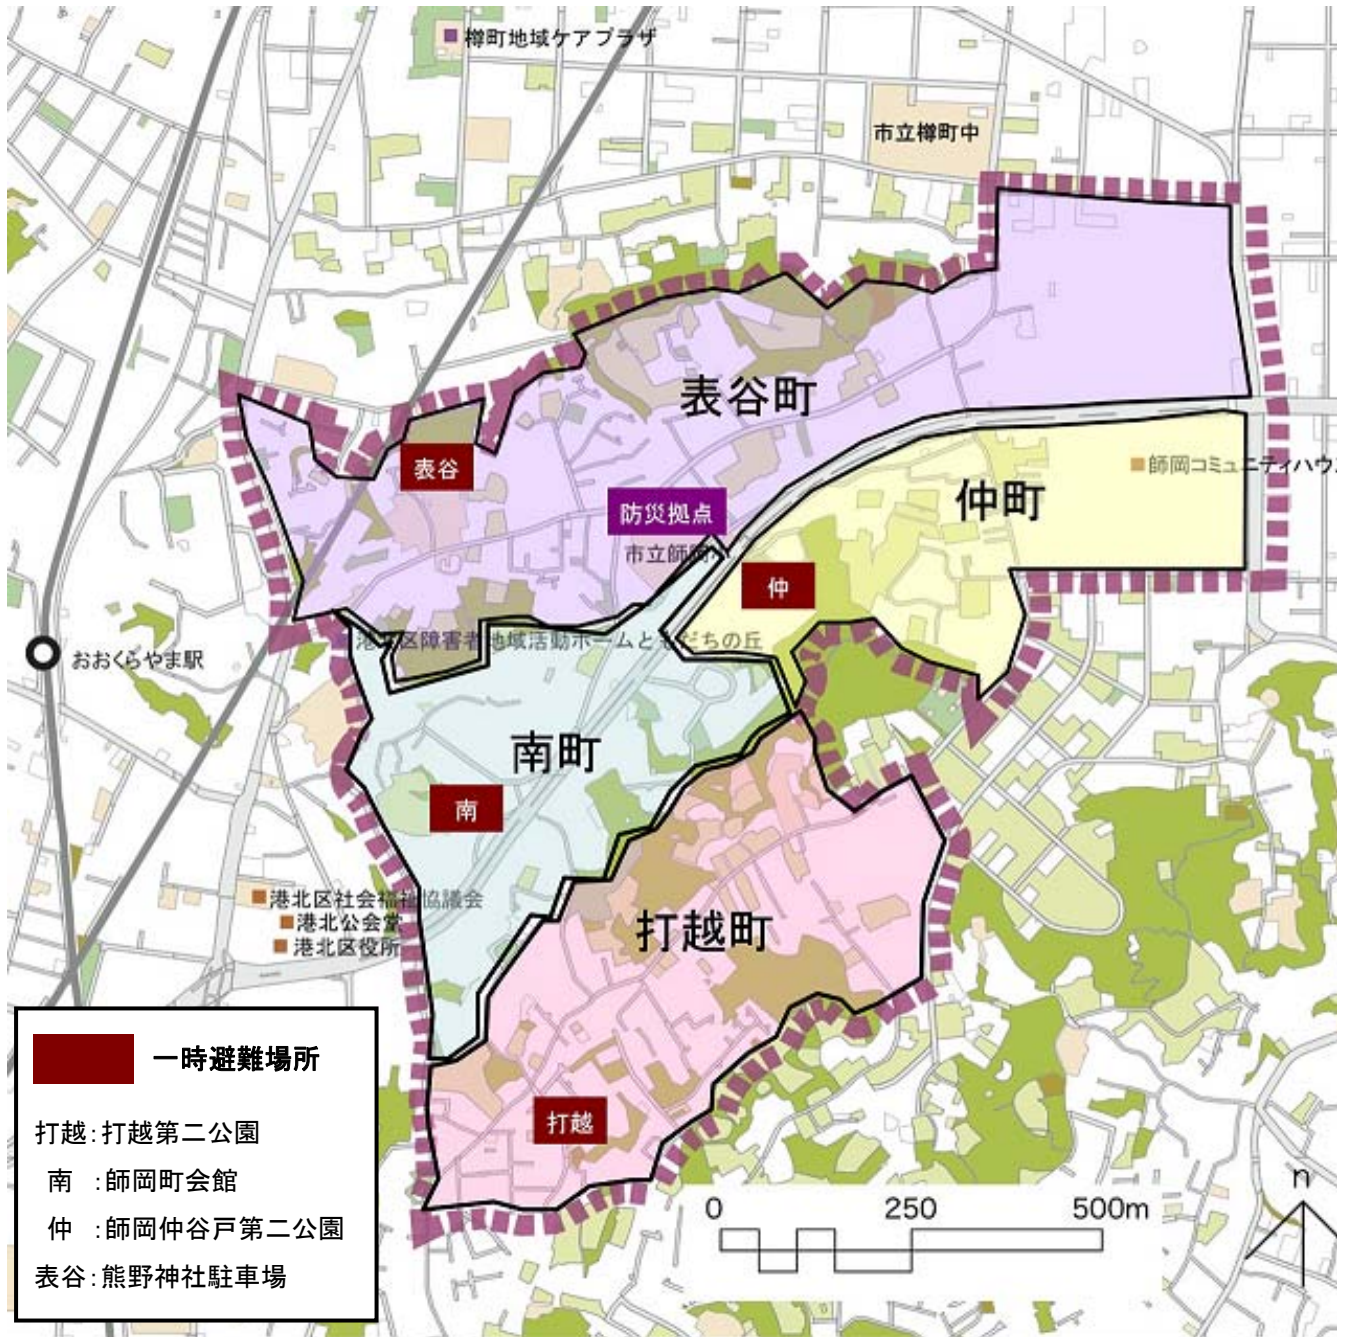 樽町地域ケアプラザ
市立樽町中
表谷町
表谷
師岡コミュニティハウ
仲町
防災拠点
市立師岡
仲
港北区障害者地域活動ホームともだちの丘
おおくらやま駅
南町
南
港北区社会福祉協議会
港北公会堂
港北区役所
打越町
打越
一時避難場所
打越:打越第二公園
南 :師岡町会館
仲 :師岡仲谷戸第二公園
表谷:熊野神社駐車場
0 250 500m
n